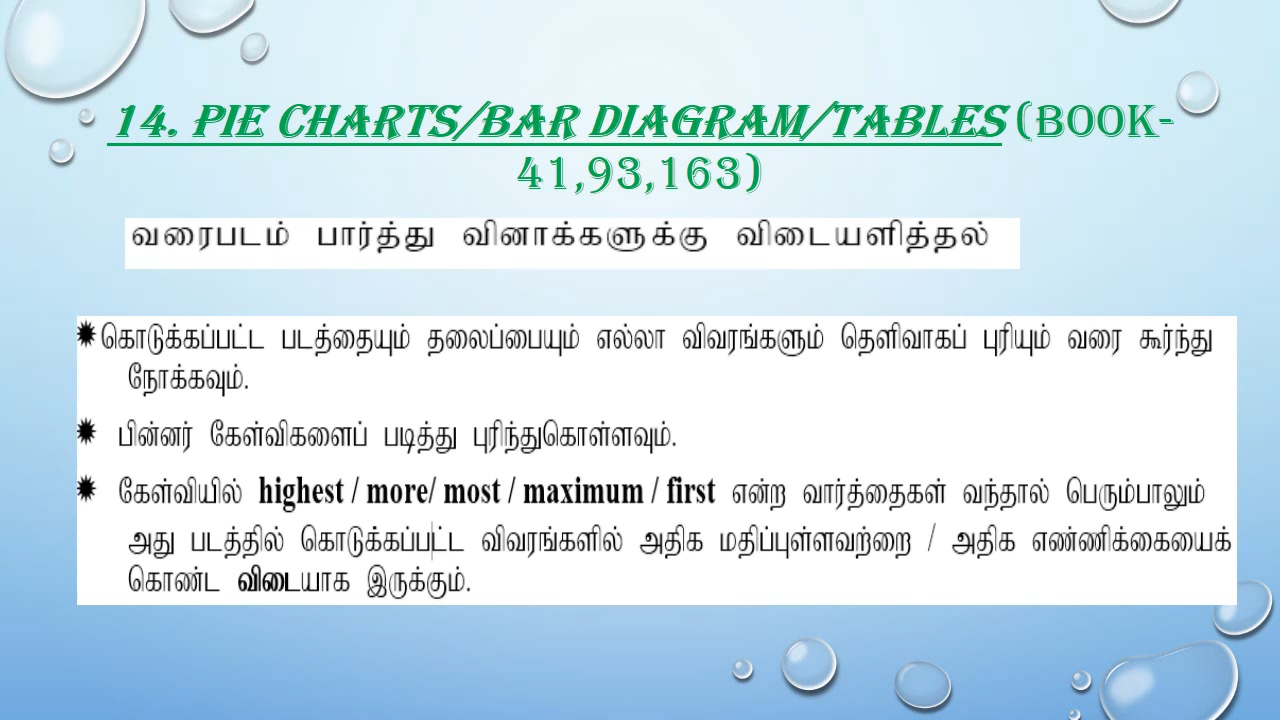 14. PIE CHARTS/BAR DIAGRAM/TABLES (BOOK-
41,93,163)
வரைபடம் பார்த்து வினாக்களுக்கு விடையளித்தல்
✹கொடுக்கப்பட்ட படத்தையும் தலைப்பையும் எல்லா விவரங்களும் தெளிவாகப் புரியும் வரை கூர்ந்து
நோக்கவும்.
✹ பின்னர் கேள்விகளைப் படித்து புரிந்துகொள்ளவும்.
✹ கேள்வியில் highest / more/ most / maximum / first என்ற வார்த்தைகள் வந்தால் பெரும்பாலும்
அது படத்தில் கொடுக்கப்பட்ட விவரங்களில் அதிக மதிப்புள்ளவற்றை / அதிக எண்ணிக்கையைக்
கொண்ட விடையாக இருக்கும்.